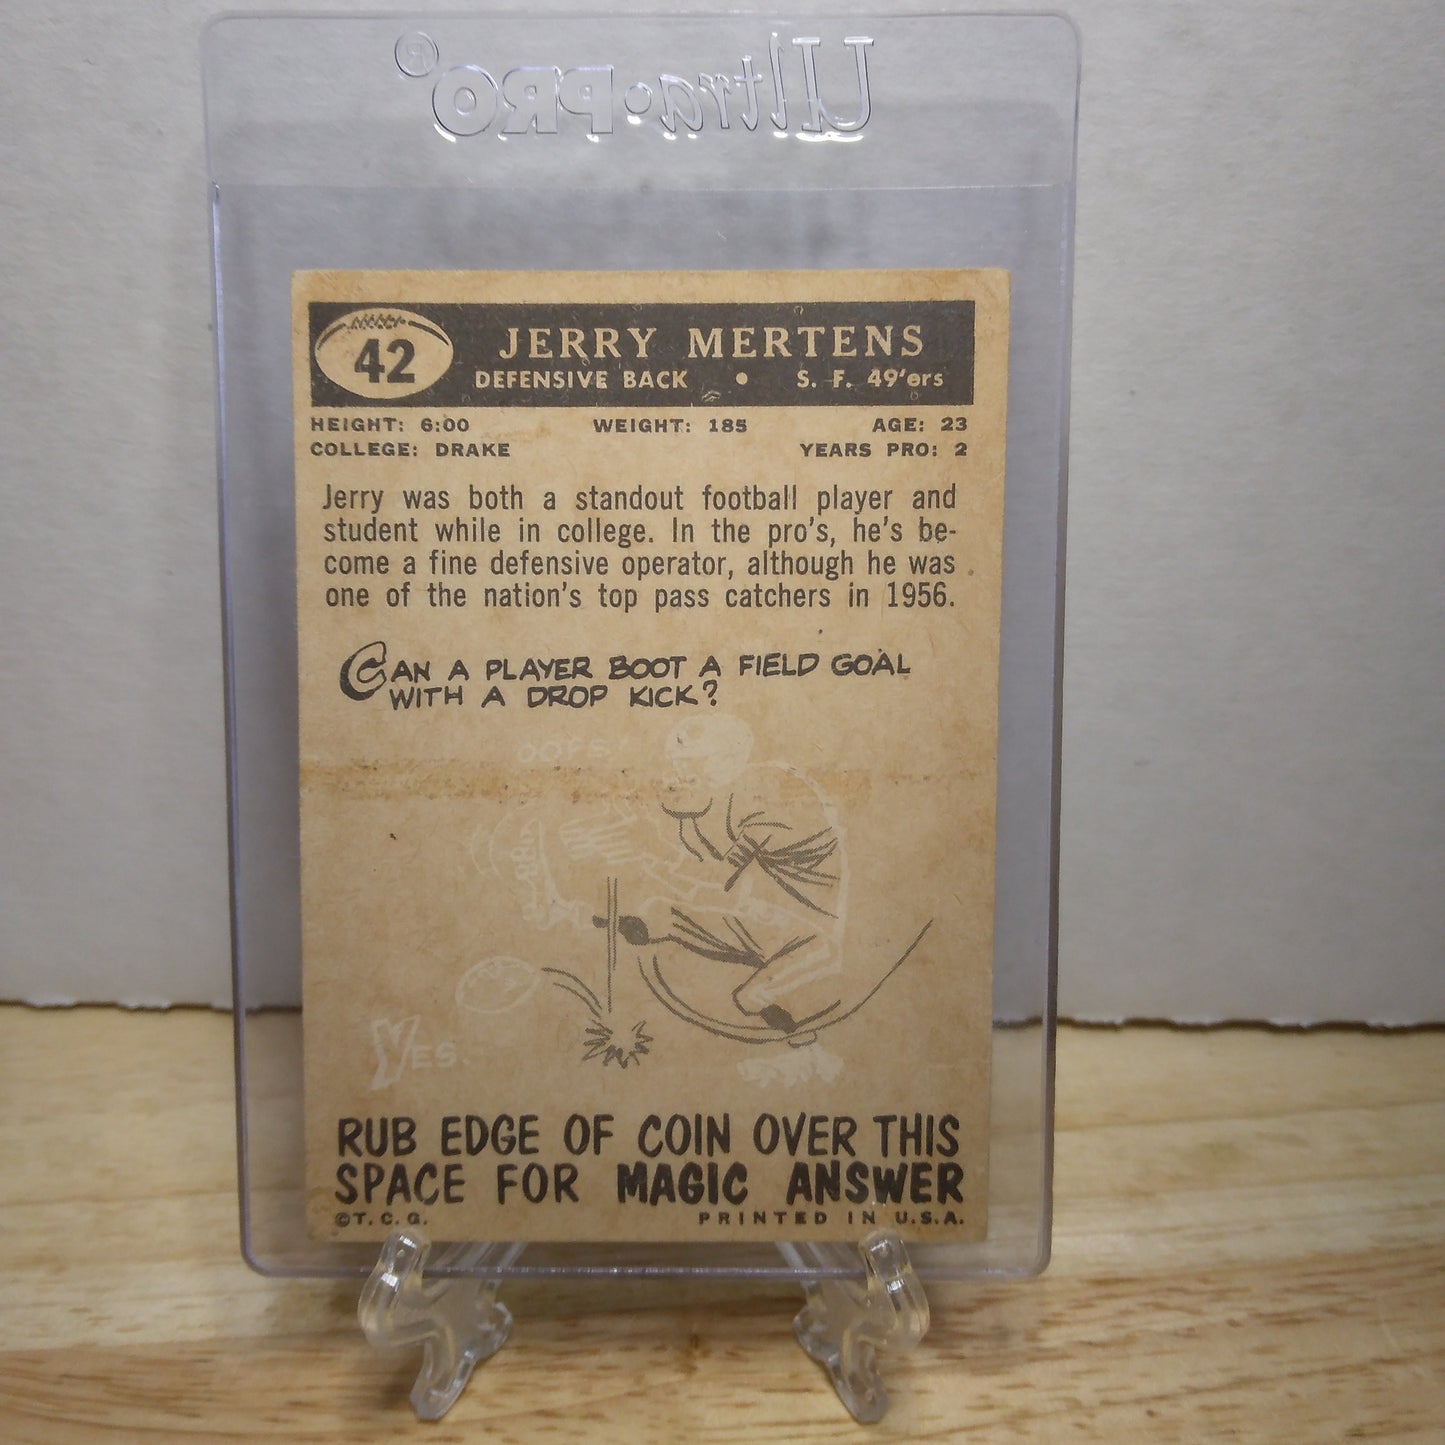 Ultra·PRO®
42
JERRY MERTENS
DEFENSIVE BACK • S. F. 49'ers
HEIGHT: 6:00 WEIGHT: 185 AGE: 23
COLLEGE: DRAKE YEARS PRO: 2
Jerry was both a standout football player and
student while in college. In the pro's, he's be-
come a fine defensive operator, although he was
one of the nation's top pass catchers in 1956.
CAN A PLAYER BOOT A FIELD GOAL
WITH A DROP KICK?
OOPS!
YES.
RUB EDGE OF COIN OVER THIS
SPACE FOR MAGIC ANSWER
©T. C. G. PRINTED IN U.S.A.